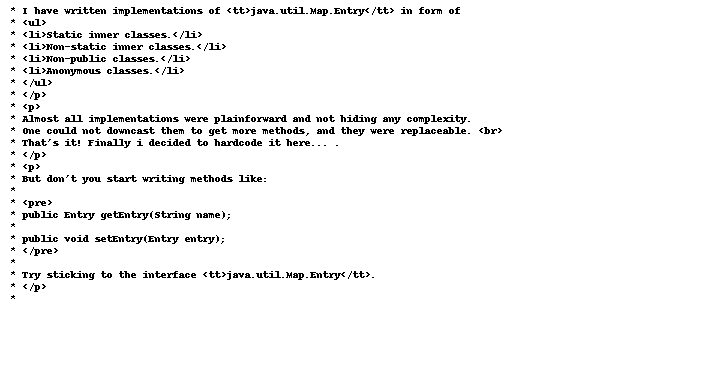 * I have written implementations of <tt>java.util.Map.Entry</tt> in form of
* <ul>
* <li>Static inner classes.</li>
* <li>Non-static inner classes.</li>
* <li>Non-public classes.</li>
* <li>Anonymous classes.</li>
* </ul>
* </p>
* <p>
* Almost all implementations were plainforward and not hiding any complexity.
* One could not downcast them to get more methods, and they were replaceable. <br>
* That's it! Finally i decided to hardcode it here... .
* </p>
* <p>
* But don't you start writing methods like:
*
* <pre>
* public Entry getEntry(String name);
*
* public void setEntry(Entry entry);
* </pre>
*
* Try sticking to the interface <tt>java.util.Map.Entry</tt>.
* </p>
*